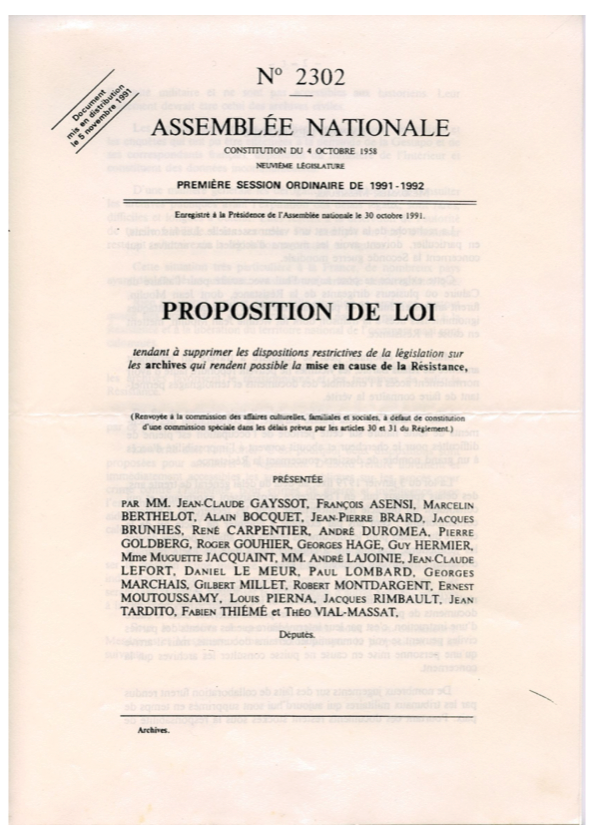 N° 2302
Document
mis en distribution
le 5 novembre 1991
ASSEMBLÉE NATIONALE
CONSTITUTION DU 4 OCTOBRE 1958
NEUVIÈME LÉGISLATURE
PREMIÈRE SESSION ORDINAIRE DE 1991-1992
Enregistré à la Présidence de l'Assemblée nationale le 30 octobre 1991.
PROPOSITION DE LOI
tendant à supprimer les dispositions restrictives de la législation sur
les archives qui rendent possible la mise en cause de la Résistance,
(Renvoyée à la commission des affaires culturelles, familiales et sociales, à défaut de constitution
d'une commission spéciale dans les délais prévus par les articles 30 et 31 du Règlement.)
PRÉSENTÉE
PAR MM. JEAN-CLAUDE GAYSSOT, FRANÇOIS ASENSI, MARCELIN
BERTHELOT, ALAIN BOCQUET, JEAN-PIERRE BRARD, JACQUES
BRUNHES, RENÉ CARPENTIER, ANDRÉ DUROMEA, PIERRE
GOLDBERG, ROGER GOUHIER, GEORGES HAGE, GUY HERMIER,
Mme MUGUETTE JACQUAINT, MM. ANDRÉ LAJOINIE, JEAN-CLAUDE
LEFORT, DANIEL LE MEUR, PAUL LOMBARD, GEORGES
MARCHAIS, GILBERT MILLET, ROBERT MONTDARGENT, ERNEST
MOUTOUSSAMY, LOUIS PIERNA, JACQUES RIMBAULT, JEAN
TARDITO, FABIEN THIÉMÉ et THÉO VIAL-MASSAT,
Députés.
Archives.